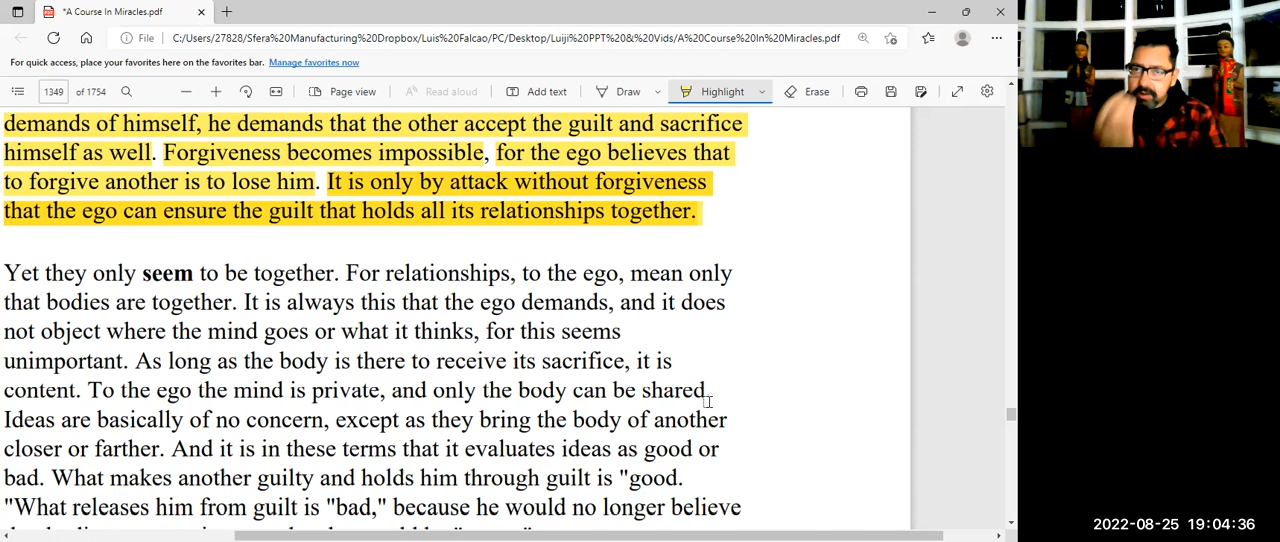 *A Course In Miracles.pdf
File C:/Users/27828/Sfera%20Manufacturing%20Dropbox/Luis%20Falcao/PC/Desktop/Luiji%20PPT%20&%20Vids/A%20Course%20In%20Miracles.pdf
For quick access, place your favorites here on the favorites bar. Manage favorites now
1349 of 1754 Page view Read aloud Add text Draw Highlight Erase
demands of himself, he demands that the other accept the guilt and sacrifice
himself as well. Forgiveness becomes impossible, for the ego believes that
to forgive another is to lose him. It is only by attack without forgiveness
that the ego can ensure the guilt that holds all its relationships together.
Yet they only seem to be together. For relationships, to the ego, mean only
that bodies are together. It is always this that the ego demands, and it does
not object where the mind goes or what it thinks, for this seems
unimportant. As long as the body is there to receive its sacrifice, it is
content. To the ego the mind is private, and only the body can be shared.
Ideas are basically of no concern, except as they bring the body of another
closer or farther. And it is in these terms that it evaluates ideas as good or
bad. What makes another guilty and holds him through guilt is "good.
"What releases him from guilt is "bad," because he would no longer believe
2022-08-25 19:04:36